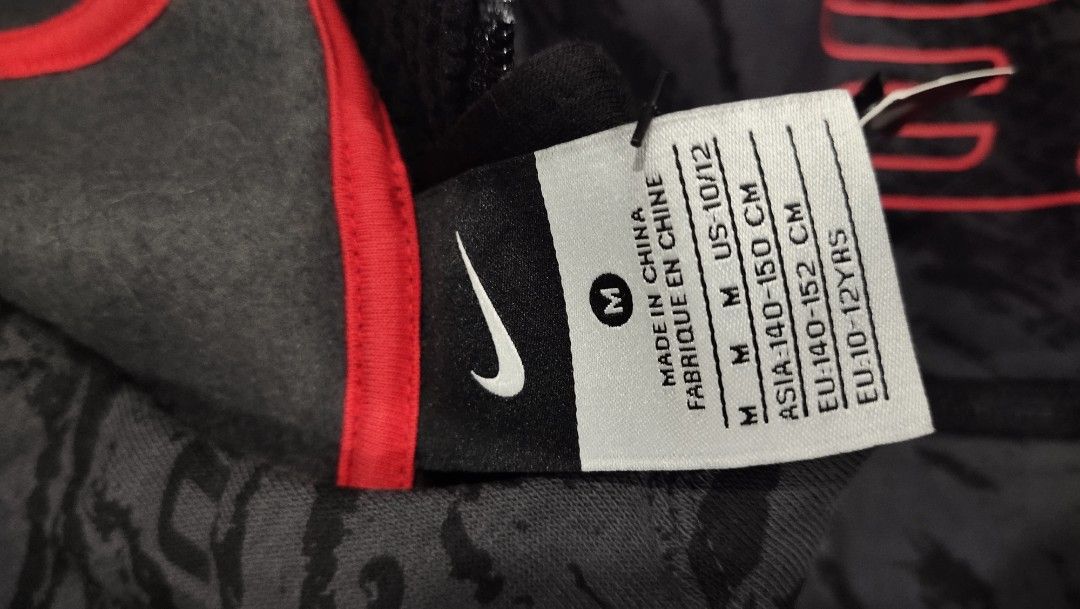 M
MADE IN CHINA
FABRIQUE EN CHINE
M M M US·10/12
ASIA:140-150 CM
EU:140-152 CM
EU:10-12YRS